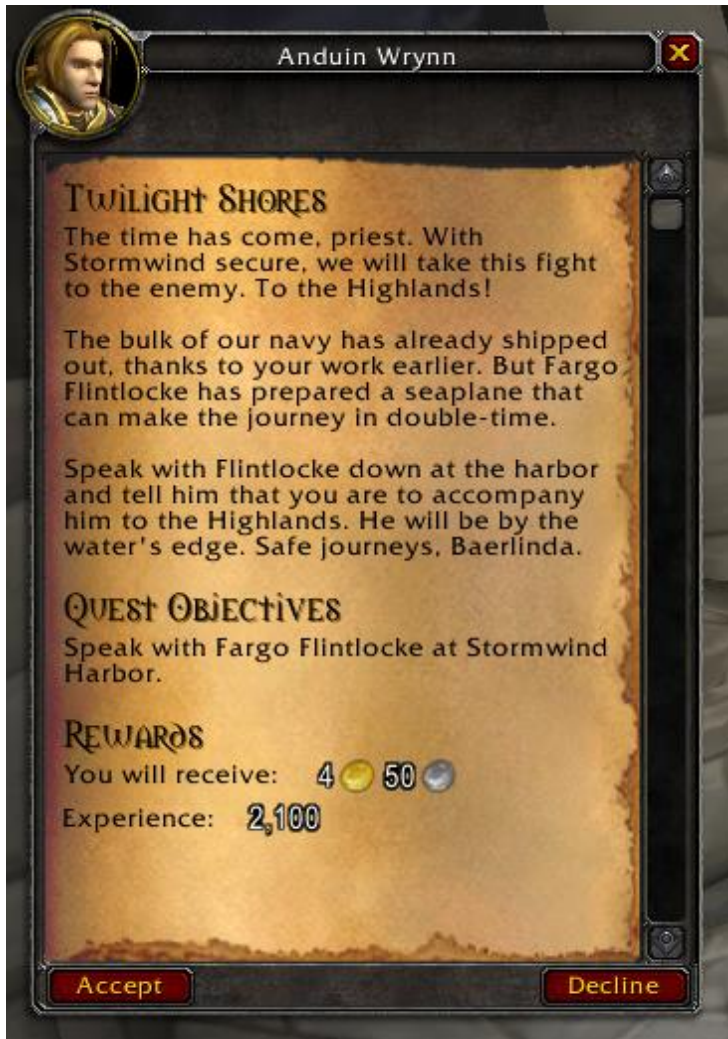 Anduin Wrynn
Twilight Shores
The time has come, priest. With
Stormwind secure, we will take this fight
to the enemy. To the Highlands!
The bulk of our navy has already shipped
out, thanks to your work earlier. But Fargo
Flintlocke has prepared a seaplane that
can make the journey in double-time.
Speak with Flintlocke down at the harbor
and tell him that you are to accompany
him to the Highlands. He will be by the
water's edge. Safe journeys, Baerlinda.
Quest Objectives
Speak with Fargo Flintlocke at Stormwind
Harbor.
Rewards
You will receive: 4 50
Experience: 2,100
Accept Decline